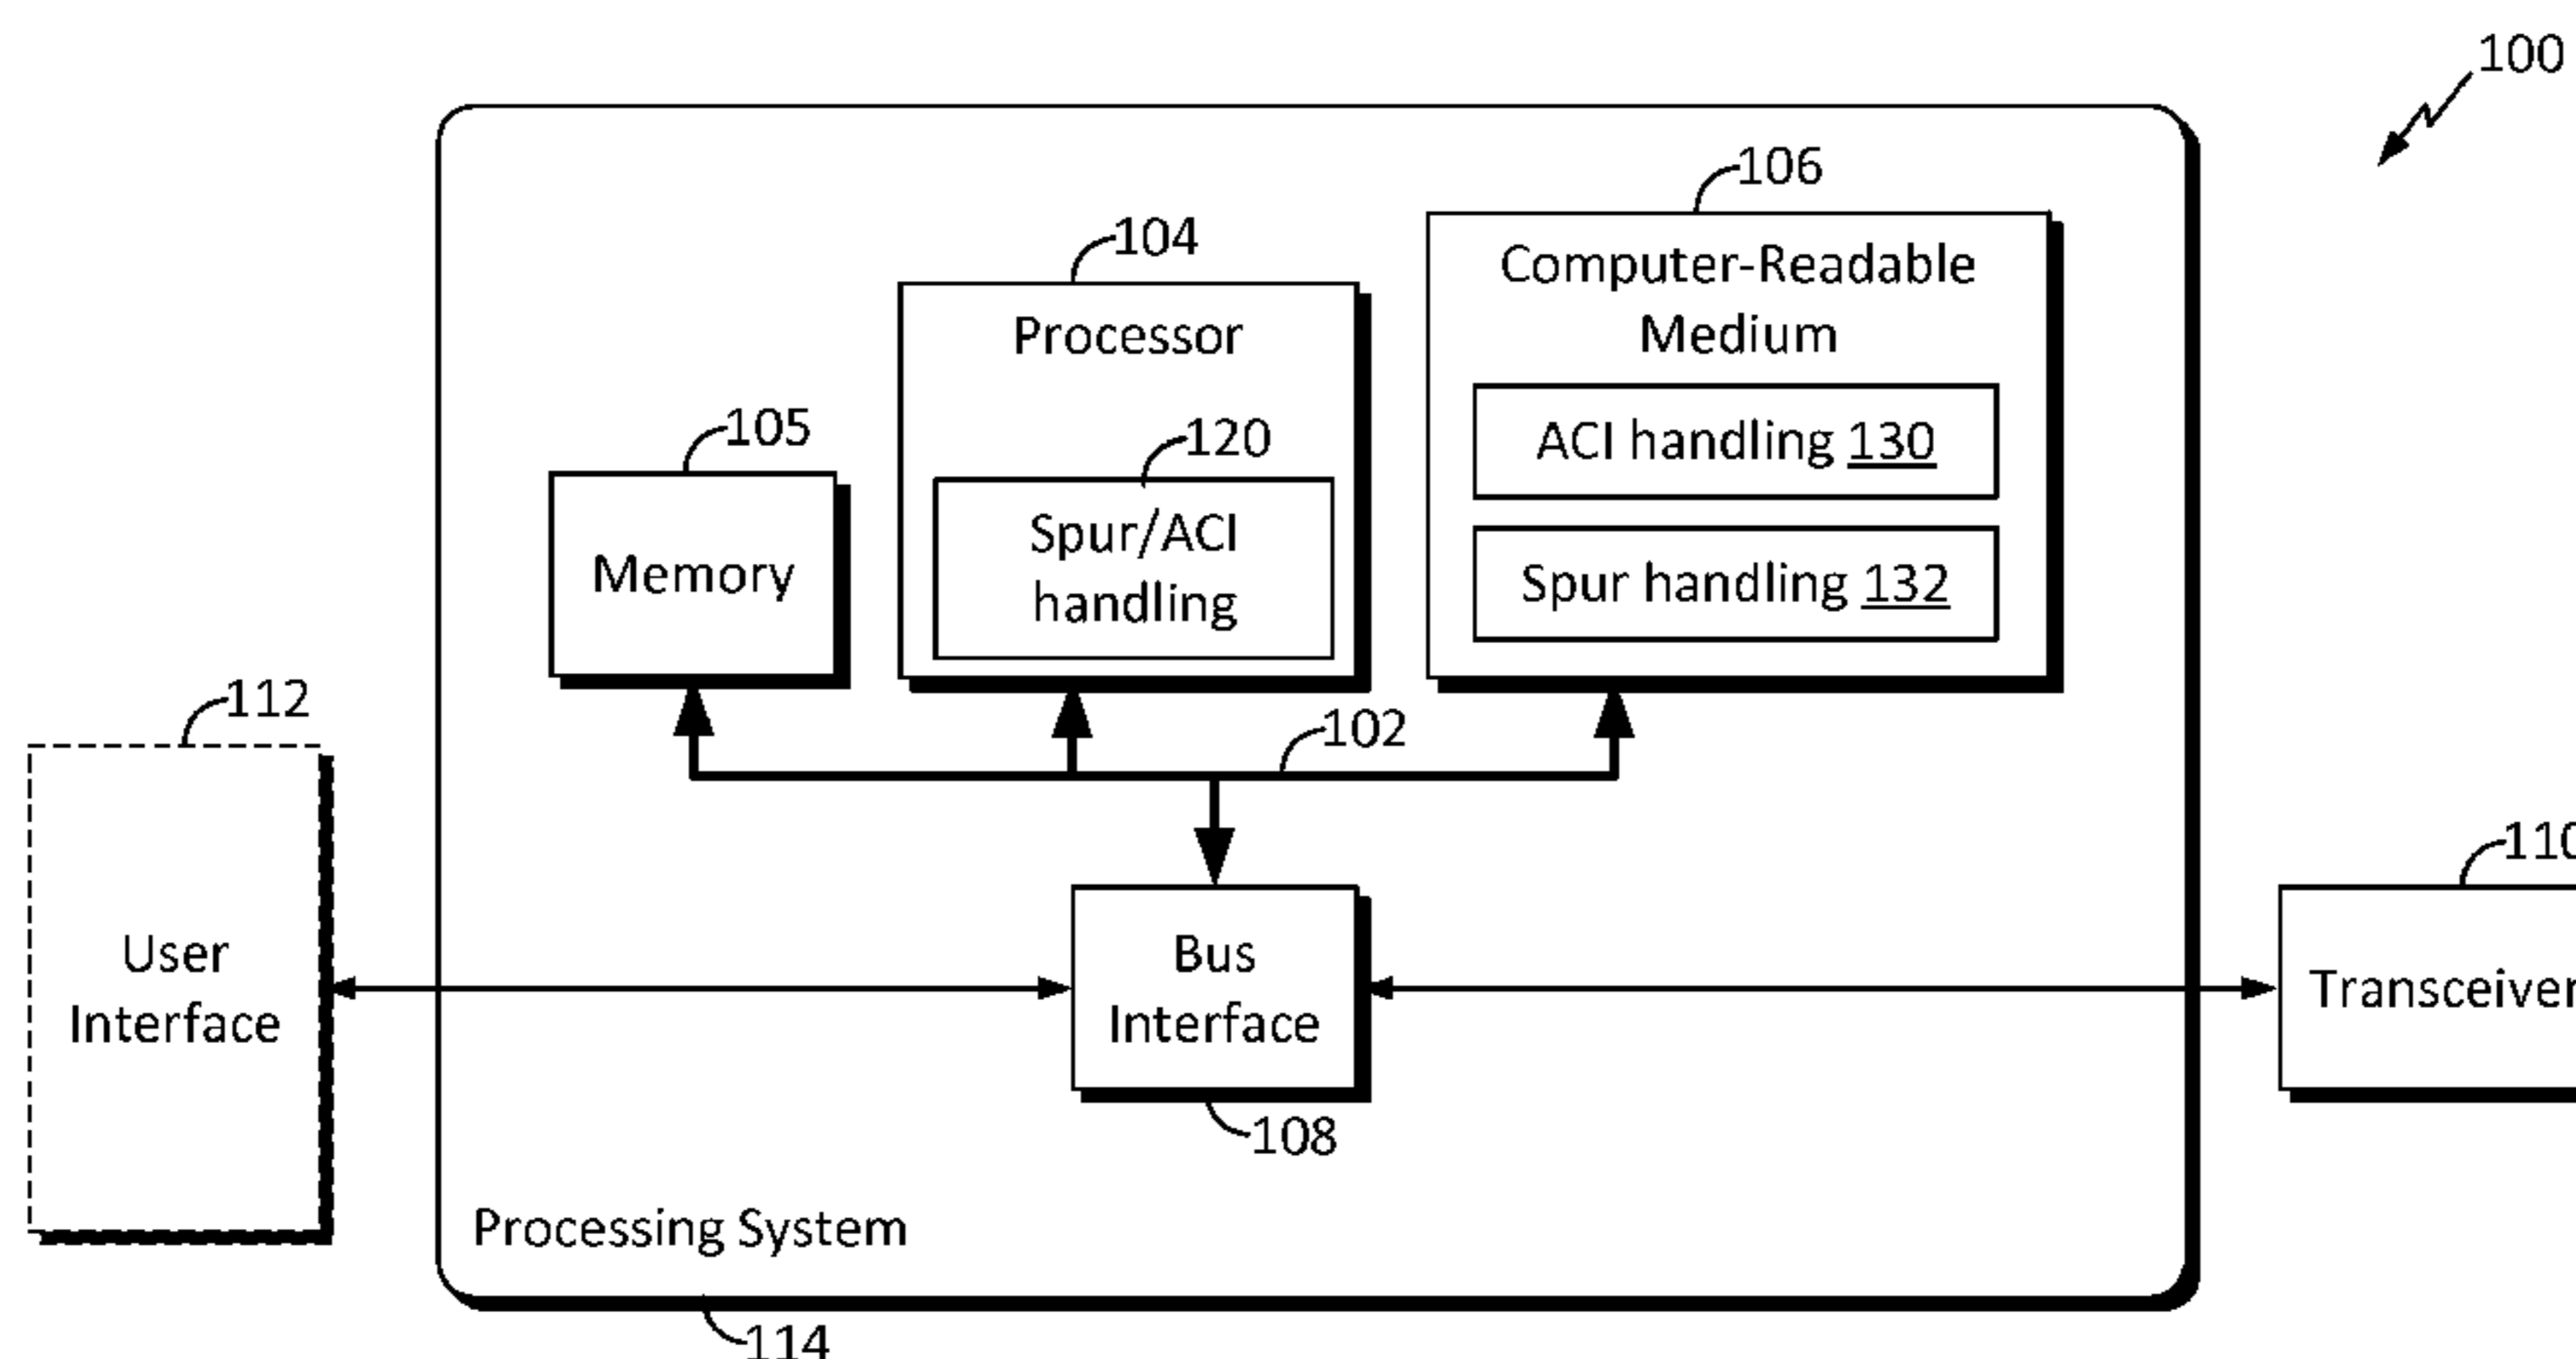 100
106
104
Computer-Readable
Medium
Processor
105
120
ACI handling 130
Spur/ACI
handling
Memory
Spur handling 132
112
102
110
User
Interface
Bus
Interface
Transceiver
108
Processing System
114